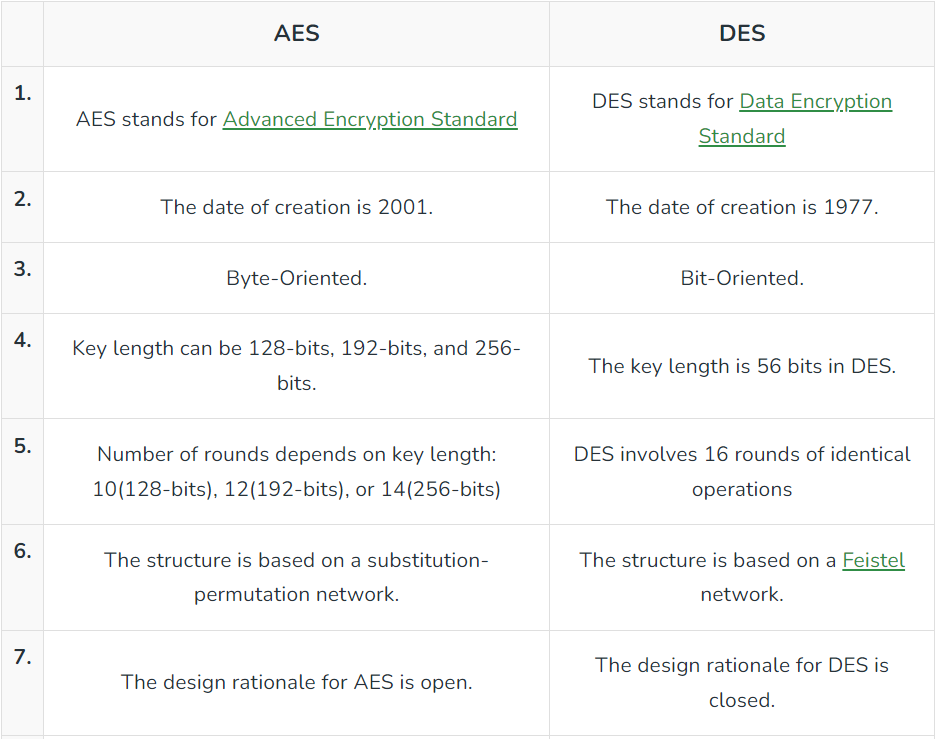 AES DES
1.
AES stands for Advanced Encryption Standard
DES stands for Data Encryption
Standard
2.
The date of creation is 2001.
The date of creation is 1977.
3.
Byte-Oriented.
Bit-Oriented.
4.
Key length can be 128-bits, 192-bits, and 256-
bits.
The key length is 56 bits in DES.
5.
Number of rounds depends on key length:
10(128-bits), 12(192-bits), or 14(256-bits)
DES involves 16 rounds of identical
operations
6.
The structure is based on a substitution-
permutation network.
The structure is based on a Feistel
network.
7.
The design rationale for AES is open.
The design rationale for DES is
closed.